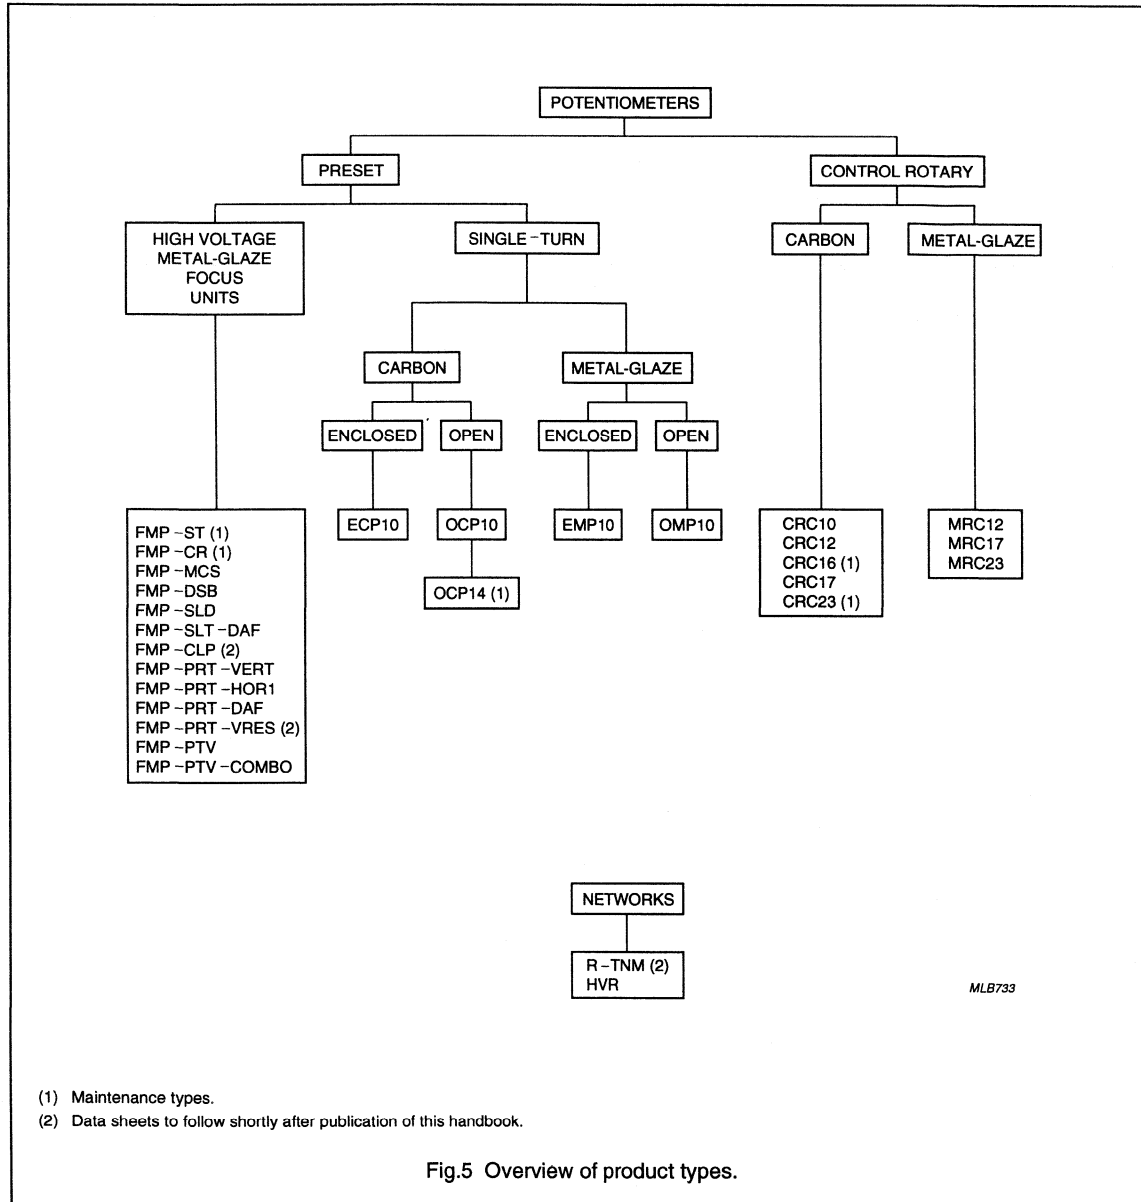 POTENTIOMETERS
PRESET
CONTROL ROTARY
HIGH VOLTAGE
METAL-GLAZE
FOCUS
UNITS
SINGLE-TURN
CARBON
METAL-GLAZE
CARBON
METAL-GLAZE
ENCLOSED
OPEN
ENCLOSED
OPEN
FMP-ST (1)
FMP-CR (1)
FMP-MCS
FMP-DSB
FMP-SLD
FMP-SLT-DAF
FMP-CLP (2)
FMP-PRT-VERT
FMP-PRT-HOR1
FMP-PRT-DAF
FMP-PRT-VRES (2)
FMP-PTV
FMP-PTV-COMBO
ECP10
OCP10
OCP14 (1)
EMP10
OMP10
CRC10
CRC12
CRC16 (1)
CRC17
CRC23 (1)
MRC12
MRC17
MRC23
NETWORKS
R-TNM (2)
HVR
MLB733
(1) Maintenance types.
(2) Data sheets to follow shortly after publication of this handbook.
Fig.5 Overview of product types.